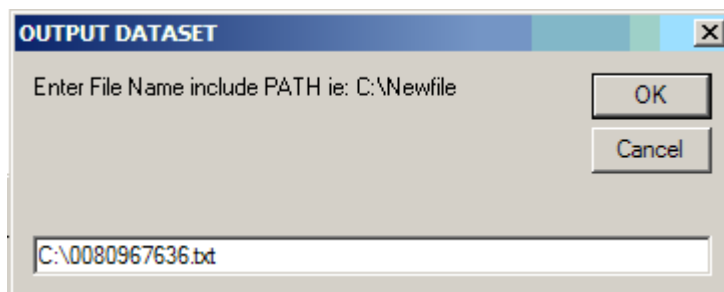 OUTPUT DATASET
Enter File Name include PATH ie: C:\Newfile
OK
Cancel
C:\0080967636.txt